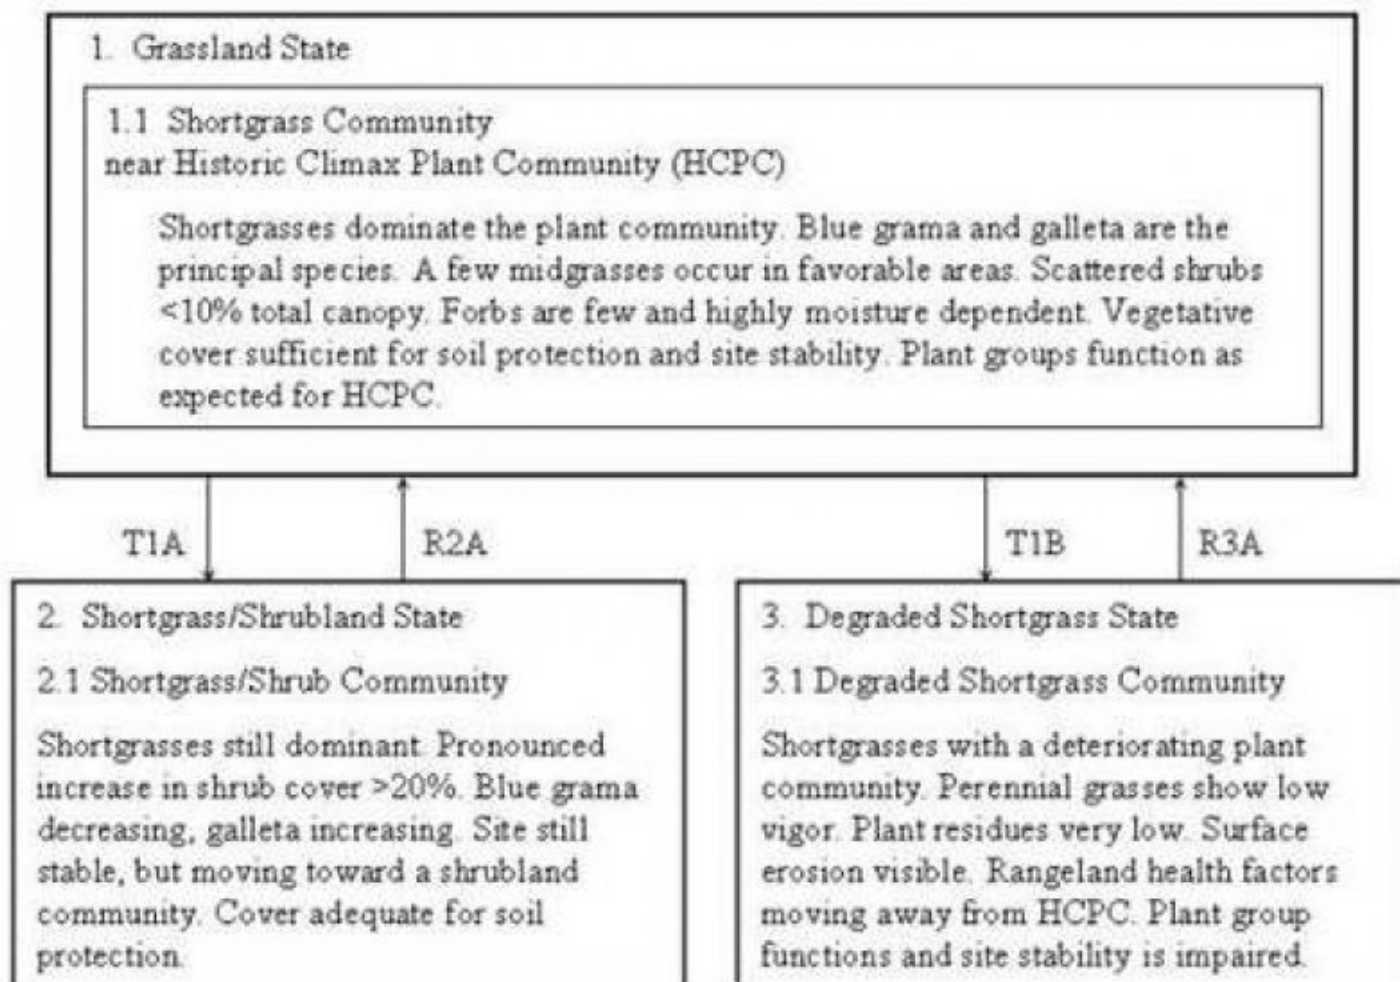 1. Grassland State
1.1 Shortgrass Community
near Historic Climax Plant Community (HCPC)
Shortgrasses dominate the plant community. Blue grama and galleta are the
principal species. A few midgrasses occur in favorable areas. Scattered shrubs
<10% total canopy. Forbs are few and highly moisture dependent. Vegetative
cover sufficient for soil protection and site stability. Plant groups function as
expected for HCPC.
T1A
R2A
T1B
R3A
2. Shortgrass/Shrubland State
2.1 Shortgrass/Shrub Community
Shortgrasses still dominant. Pronounced
increase in shrub cover >20%. Blue grama
decreasing, galleta increasing. Site still
stable, but moving toward a shrubland
community. Cover adequate for soil
protection.
3. Degraded Shortgrass State
3.1 Degraded Shortgrass Community
Shortgrasses with a deteriorating plant
community. Perennial grasses show low
vigor. Plant residues very low. Surface
erosion visible. Rangeland health factors
moving away from HCPC. Plant group
functions and site stability is impaired.